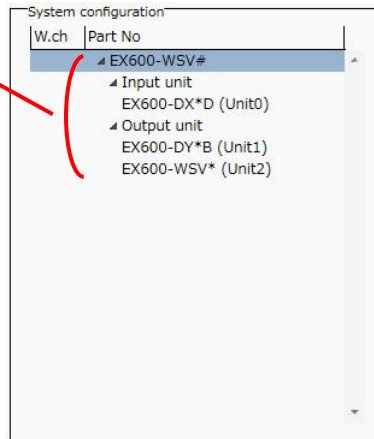 System configuration
W.ch Part No
EX600-WSV#
Input unit
EX600-DX*D (Unit0)
Output unit
EX600-DY*B (Unit1)
EX600-WSV* (Unit2)